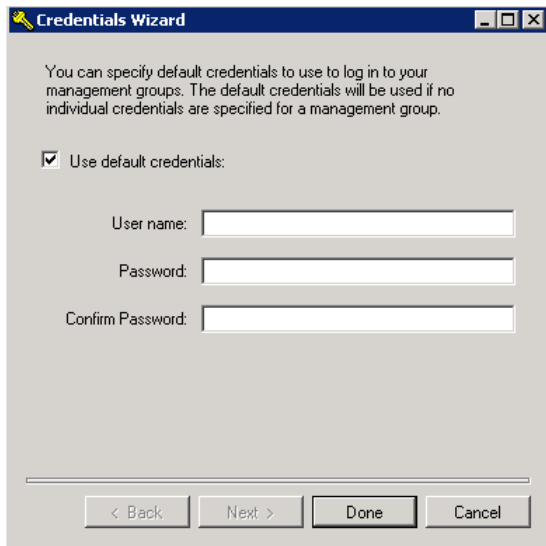 Credentials Wizard
You can specify default credentials to use to log in to your
management groups. The default credentials will be used if no
individual credentials are specified for a management group.
Use default credentials:
User name:
Password:
Confirm Password:
< Back Next > Done Cancel